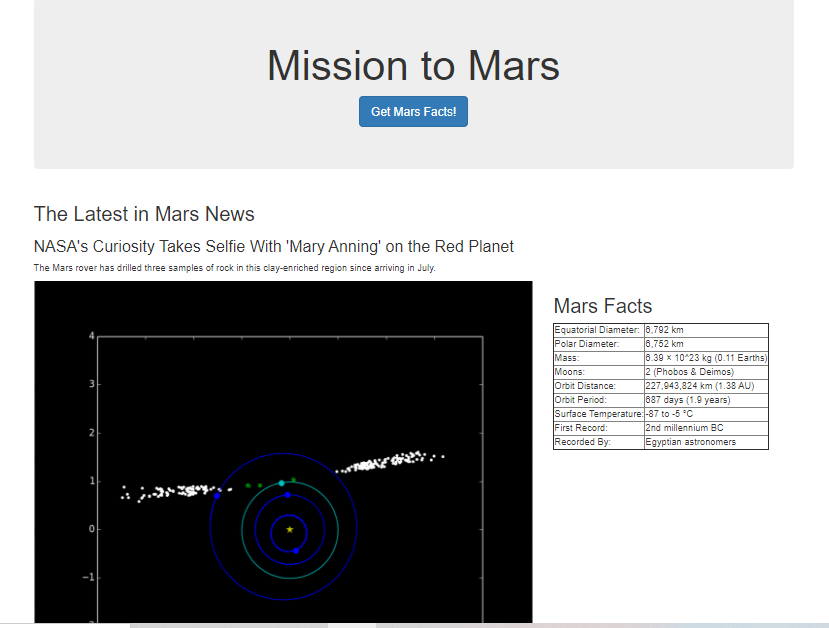 Mission to Mars
Get Mars Facts!
The Latest in Mars News
NASA's Curiosity Takes Selfie With 'Mary Anning' on the Red Planet
The Mars rover has drilled three samples of rock in this clay-enriched region since arriving in July.
Mars Facts
Equatorial Diameter: 6,792 km
Polar Diameter: 6,752 km
Mass: 6.39 × 10^23 kg (0.11 Earths)
Moons: 2 (Phobos & Deimos)
Orbit Distance: 227,943,824 km (1.38 AU)
Orbit Period: 687 days (1.9 years)
Surface Temperature: -87 to -5 °C
First Record: 2nd millennium BC
Recorded By: Egyptian astronomers
4
3
2
1
0
−1